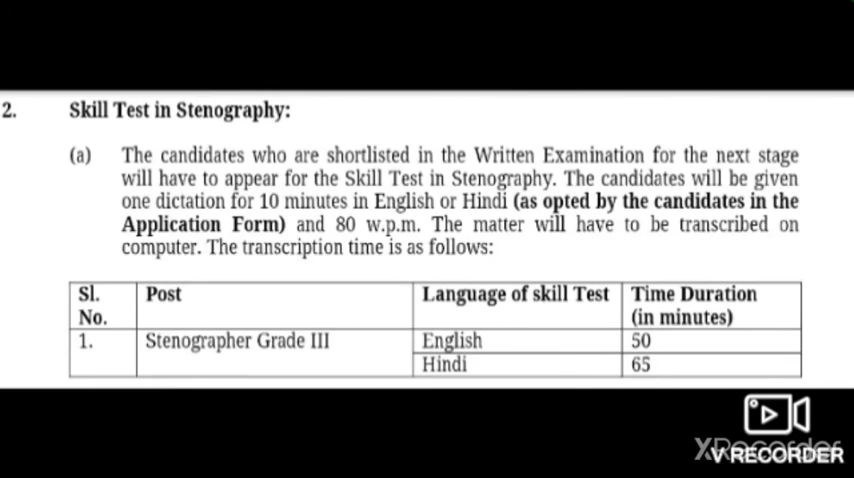 2. Skill Test in Stenography:
(a) The candidates who are shortlisted in the Written Examination for the next stage
will have to appear for the Skill Test in Stenography. The candidates will be given
one dictation for 10 minutes in English or Hindi (as opted by the candidates in the
Application Form) and 80 w.p.m. The matter will have to be transcribed on
computer. The transcription time is as follows:
Sl. No. Post Language of skill Test Time Duration (in minutes)
1. Stenographer Grade III English 50
Hindi 65
XRecorder
V RECORDER